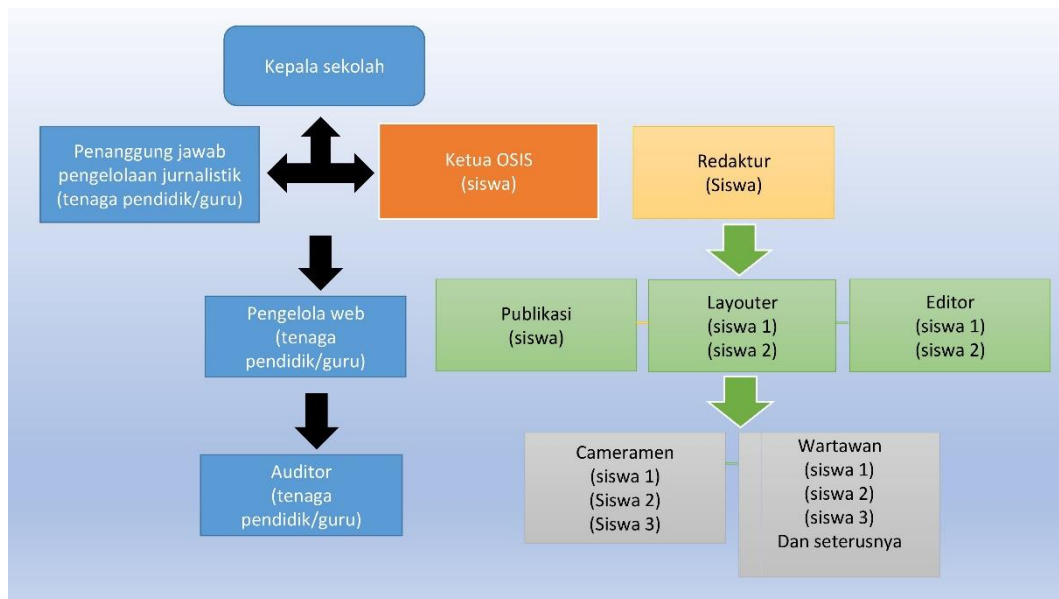 Kepala sekolah
Penanggung jawab
pengelolaan jurnalistik
(tenaga pendidik/guru)
Ketua OSIS
(siswa)
Redaktur
(Siswa)
Pengelola web
(tenaga
pendidik/guru)
Publikasi
(siswa)
Layouter
(siswa 1)
(siswa 2)
Editor
(siswa 1)
(siswa 2)
Auditor
(tenaga
pendidik/guru)
Cameramen
(siswa 1)
(Siswa 2)
(Siswa 3)
Wartawan
(siswa 1)
(siswa 2)
(siswa 3)
Dan seterusnya